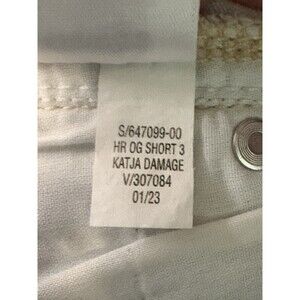 S/647099-00
HR OG SHORT 3
KATJA DAMAGE
V/307084
01/23